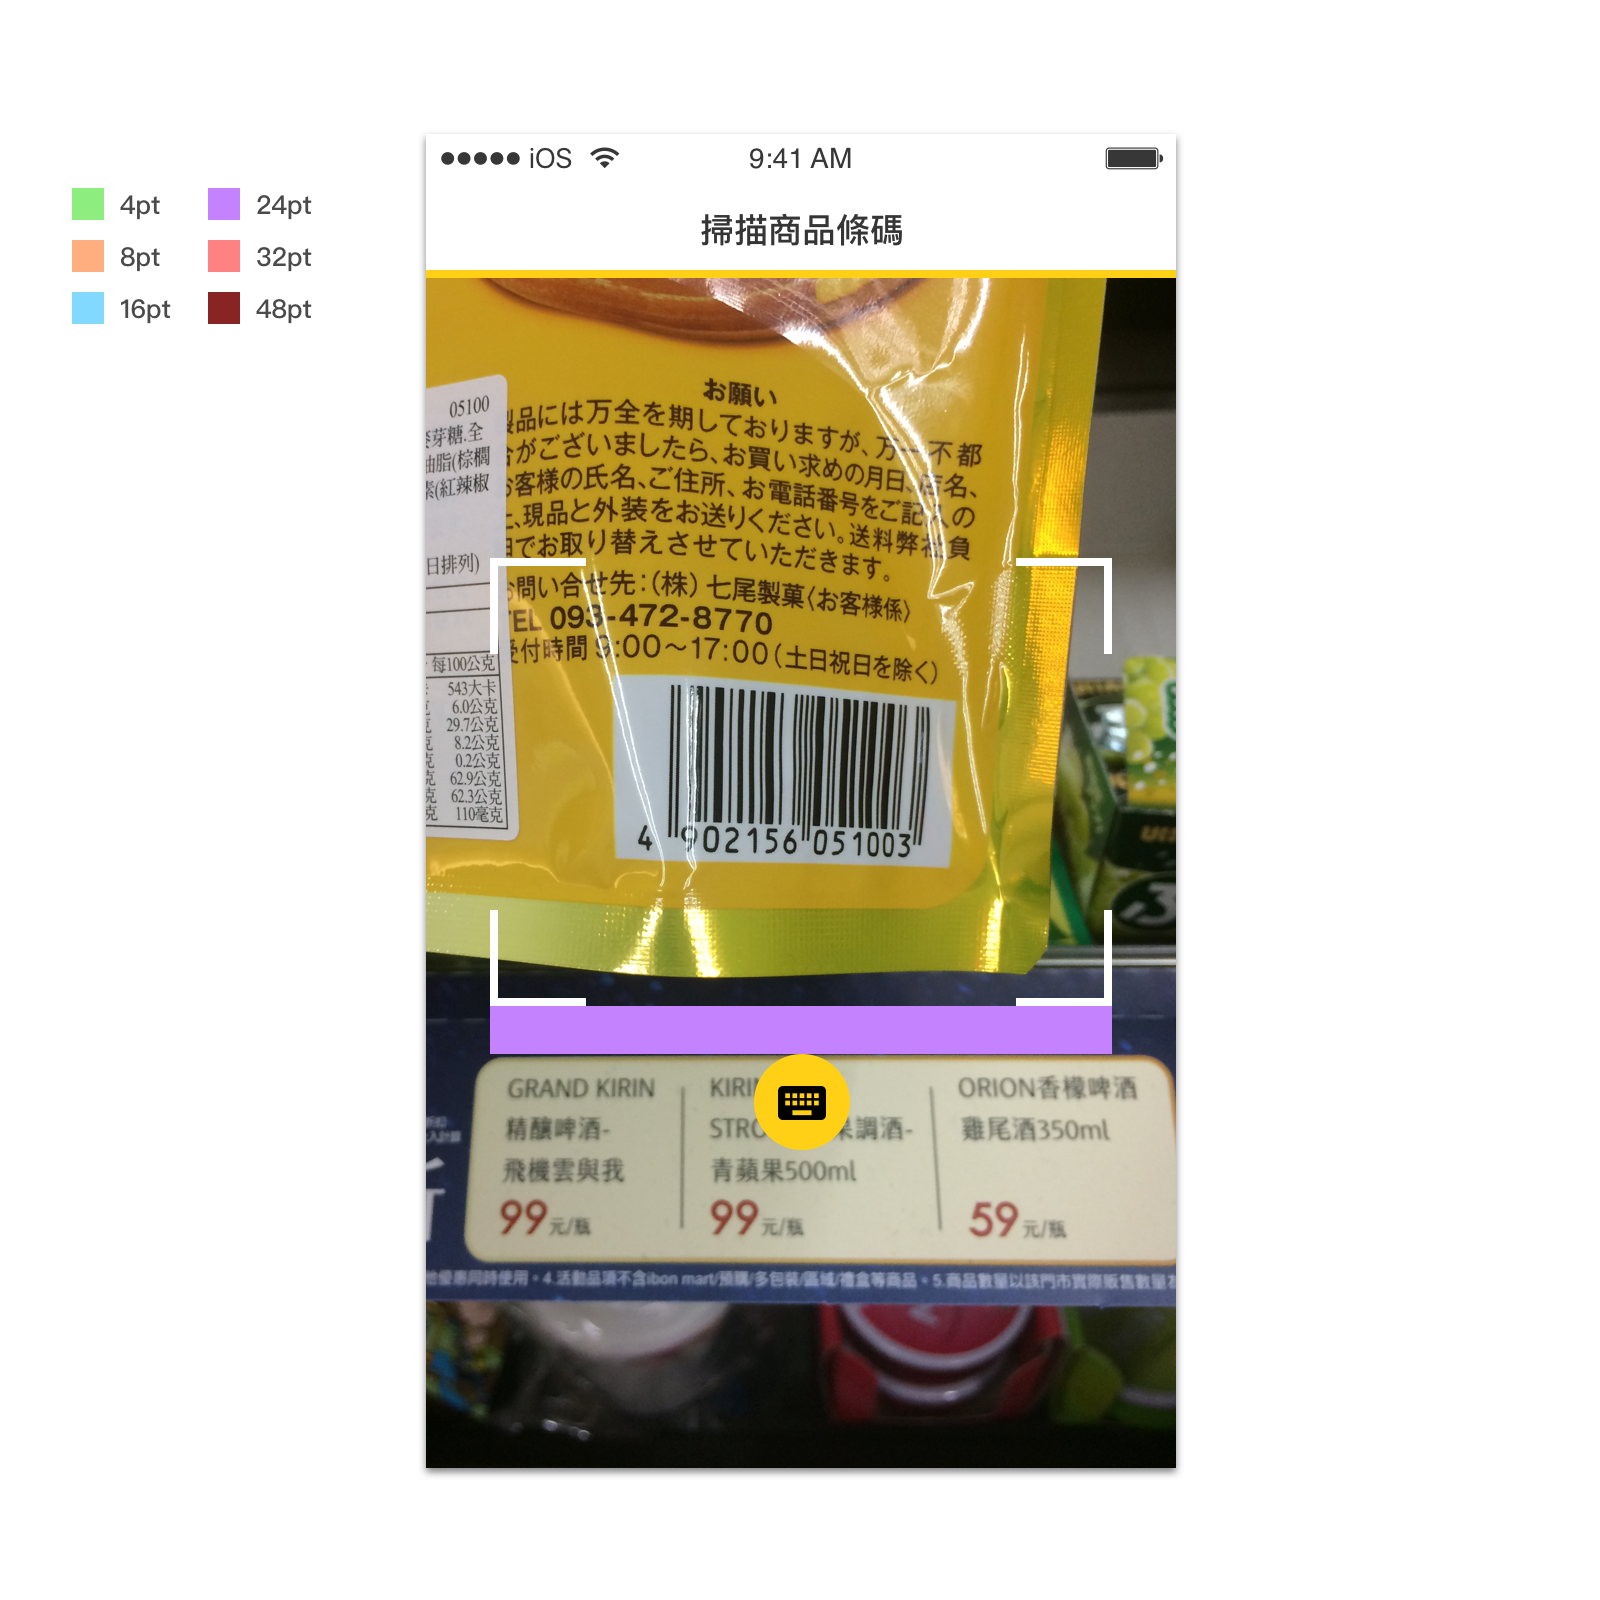 4pt
24pt
8pt
32pt
16pt
48pt
iOS
9:41 AM
掃描商品條碼
05100
芽糖.全
油脂(棕櫚
素(紅辣椒
日排列)
每100公克
543大卡
6.0公克
29.7公克
8.2公克
0.2公克
62.9公克
62.3公克
110毫克
お願い
製品には万全を期しておりますが、万一不都
合がございましたら、お買い求めの月日、店名、
お客様の氏名、ご住所、お電話番号をご記入の
上、現品と外装をお送りください。送料弊社負
担でお取り替えさせていただきます。
お問い合せ先:(株)七尾製菓〈お客様係〉
TEL 093-472-8770
受付時間 9:00〜17:00(土日祝日を除く)
4 902156 051003
GRAND KIRIN
精釀啤酒-
飛機雲與我
99元/瓶
KIRIN
STRO 果調酒-
青蘋果500ml
99元/瓶
ORION香檬啤酒
雞尾酒350ml
59元/瓶
他優惠同時使用。4.活動品項不含ibon mart/預購/多包裝/區域/禮盒等商品。5.商品數量以該門市實際販售數量為